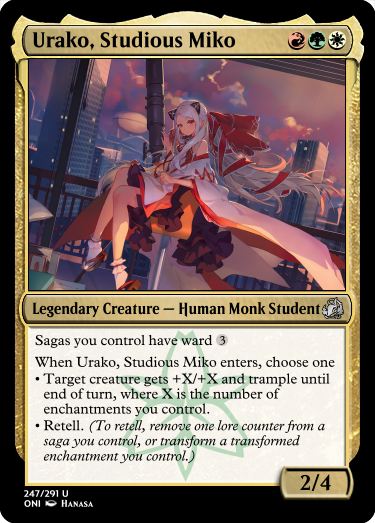 Urako, Studious Miko
Legendary Creature — Human Monk Student
Sagas you control have ward 3
When Urako, Studious Miko enters, choose one
• Target creature gets +X/+X and trample until
end of turn, where X is the number of
enchantments you control.
• Retell. (To retell, remove one lore counter from a
saga you control, or transform a transformed
enchantment you control.)
2/4
247/291 U
ONI Hanasa